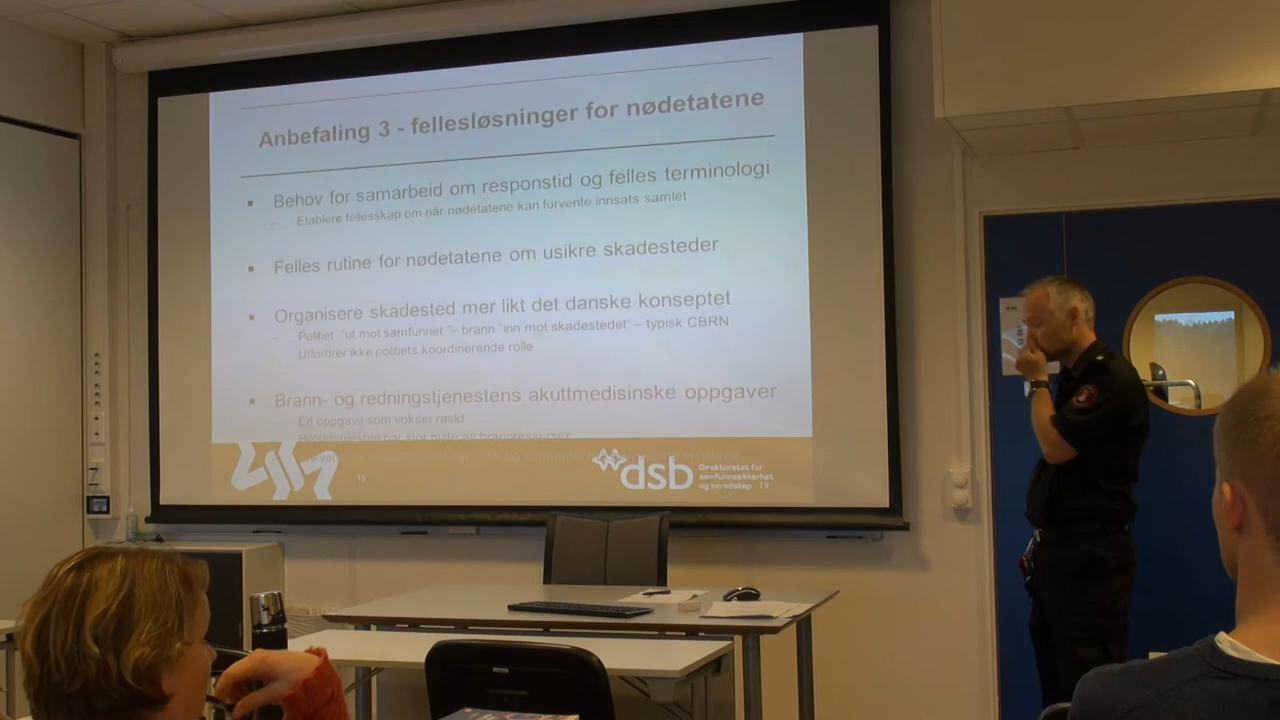 Anbefaling 3 - fellesløsninger for nødetatene
Behov for samarbeid om responstid og felles terminologi
Etablere fellesskap om når nødetatene kan forvente innsats samlet
Felles rutine for nødetatene om usikre skadesteder
Organisere skadested mer likt det danske konseptet
Politiet "ut mot samfunnet "– brann "inn mot skadestedet" – typisk CBRN
Utfordrer ikke politiets koordinerende rolle
Brann- og redningstjenestens akuttmedisinske oppgaver
En oppgave som vokser raskt
dsb
Direktoratet for
samfunnssikkerhet
og beredskap 19